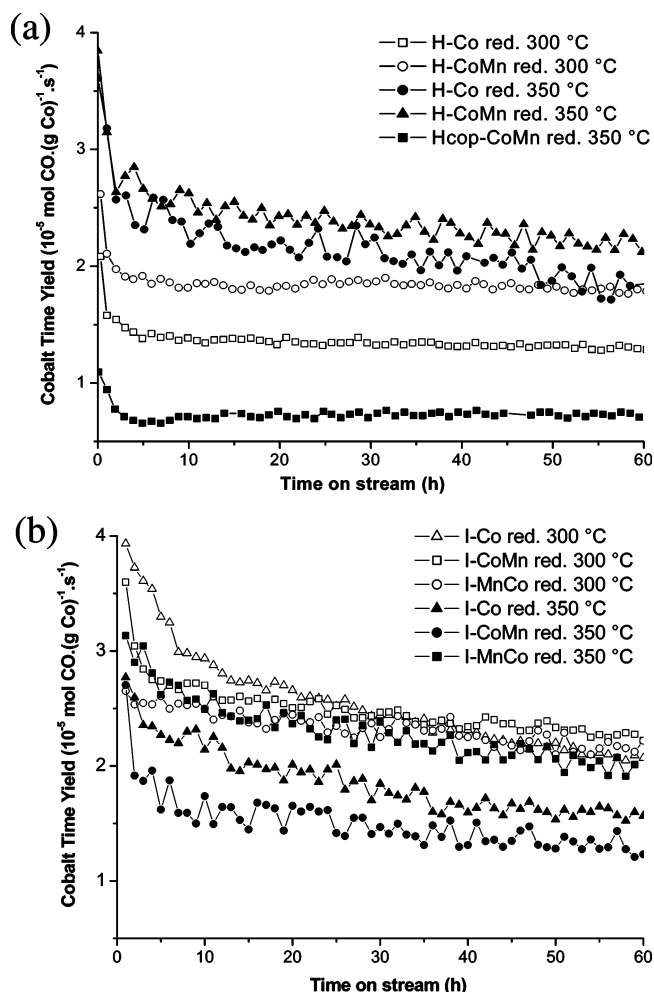 (a)
H-Co red. 300 °C
H-CoMn red. 300 °C
H-Co red. 350 °C
H-CoMn red. 350 °C
Hcop-CoMn red. 350 °C
Cobalt Time Yield (10⁻⁵ mol CO.(g Co)⁻¹.s⁻¹)
4
3
2
1
0 10 20 30 40 50 60
Time on stream (h)
(b)
I-Co red. 300 °C
I-CoMn red. 300 °C
I-MnCo red. 300 °C
I-Co red. 350 °C
I-CoMn red. 350 °C
I-MnCo red. 350 °C
Cobalt Time Yield (10⁻⁵ mol CO.(g Co)⁻¹.s⁻¹)
4
3
2
1
0 10 20 30 40 50 60
Time on stream (h)